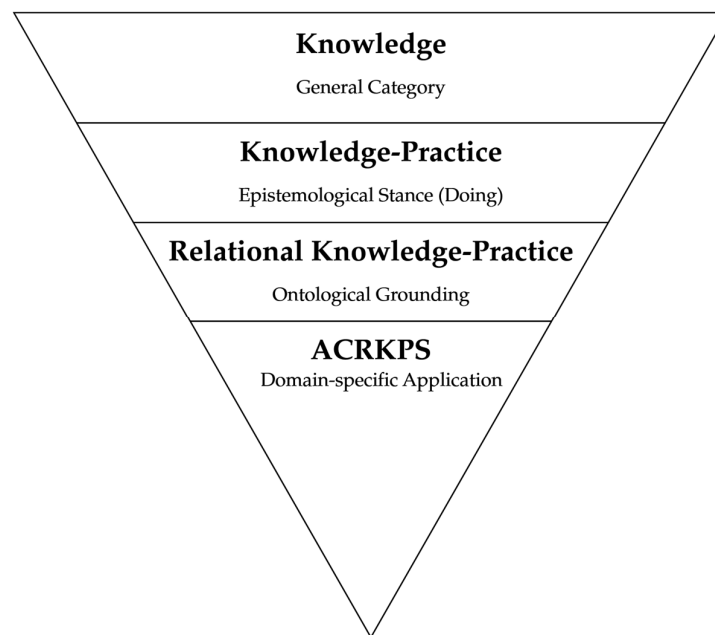 Knowledge
General Category
Knowledge-Practice
Epistemological Stance (Doing)
Relational Knowledge-Practice
Ontological Grounding
ACRKPS
Domain-specific Application